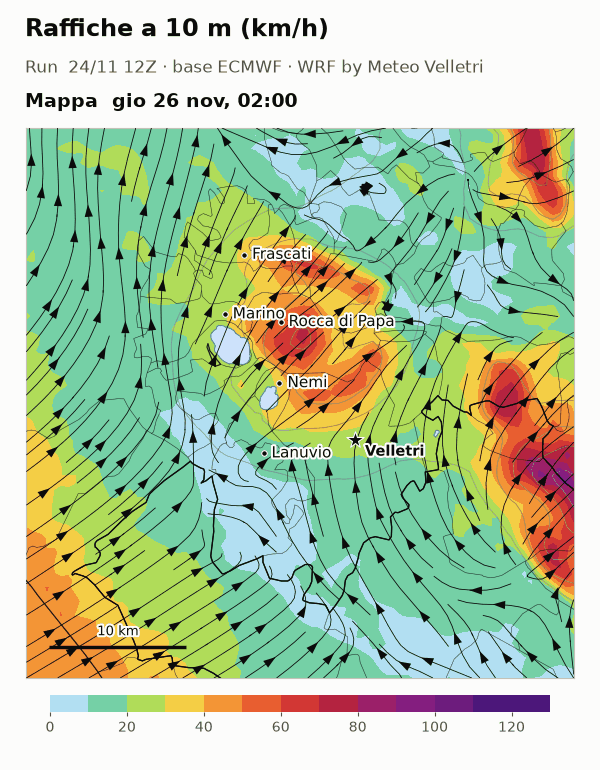 Raffiche a 10 m (km/h)
Run 24/11 12Z · base ECMWF · WRF by Meteo Velletri
Mappa gio 26 nov, 02:00
Frascati
Marino
Rocca di Papa
Nemi
Velletri
Lanuvio
10 km
0 20 40 60 80 100 120